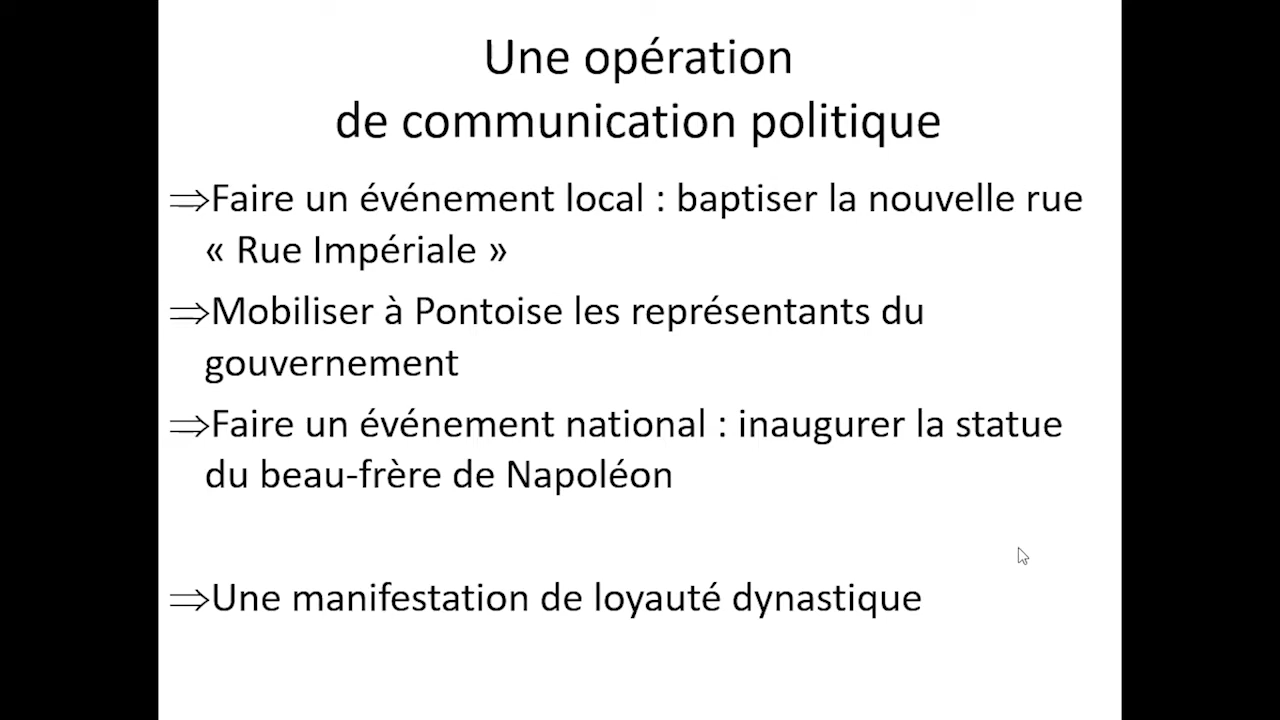 Une opération
de communication politique
⇒Faire un événement local : baptiser la nouvelle rue
« Rue Impériale »
⇒Mobiliser à Pontoise les représentants du
gouvernement
⇒Faire un événement national : inaugurer la statue
du beau-frère de Napoléon
⇒Une manifestation de loyauté dynastique